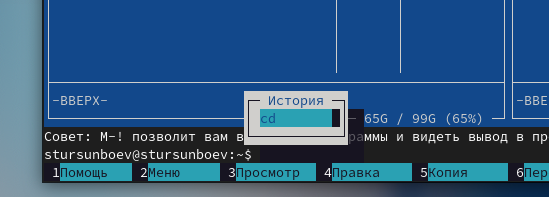 История
-ВВЕРХ-
cd
65G / 99G (65%)
-ВВЕ
Совет: M-! позволит вам в раммы и видеть вывод в пр
stursunboev@stursunboev:~$
1Помощь 2Меню 3Просмотр 4Правка 5Копия 6Пер